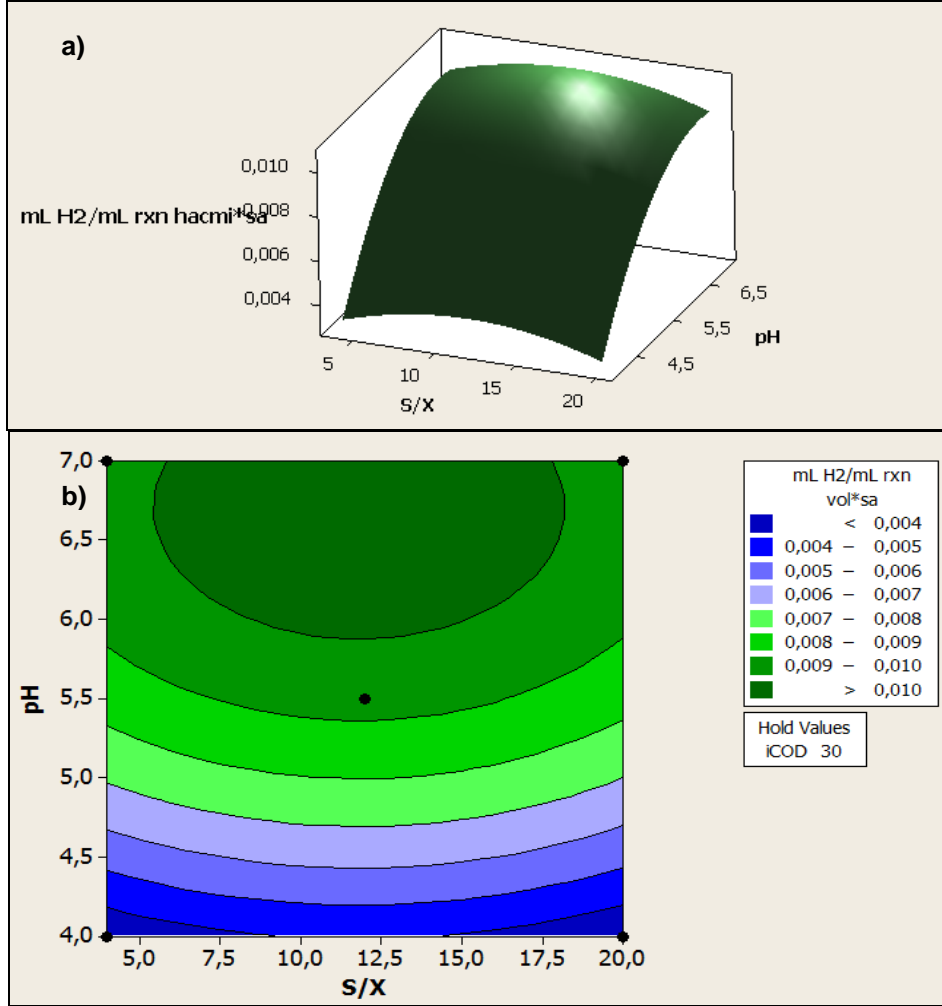 a)
0,010
mL H2/mL rxn hacmi*sa
0,008
0,006
0,004
5
10
15
20
S/X
4,5
5,5
6,5
pH
b)
7,0
6,5
6,0
5,5
5,0
4,5
4,0
pH
5,0 7,5 10,0 12,5 15,0 17,5 20,0
S/X
mL H2/mL rxn
vol*sa
< 0,004
0,004 – 0,005
0,005 – 0,006
0,006 – 0,007
0,007 – 0,008
0,008 – 0,009
0,009 – 0,010
> 0,010
Hold Values
iCOD 30